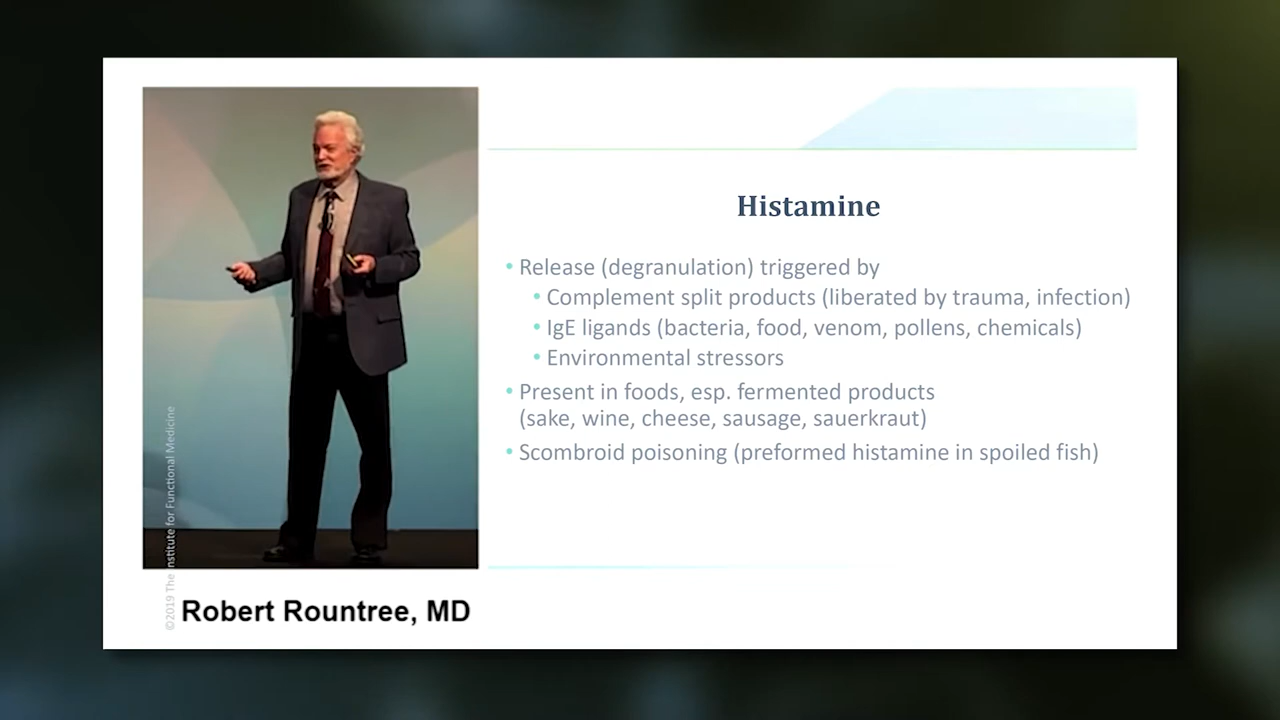 Histamine
• Release (degranulation) triggered by
• Complement split products (liberated by trauma, infection)
• IgE ligands (bacteria, food, venom, pollens, chemicals)
• Environmental stressors
• Present in foods, esp. fermented products
(sake, wine, cheese, sausage, sauerkraut)
• Scombroid poisoning (preformed histamine in spoiled fish)
©2019 The Institute for Functional Medicine
Robert Rountree, MD